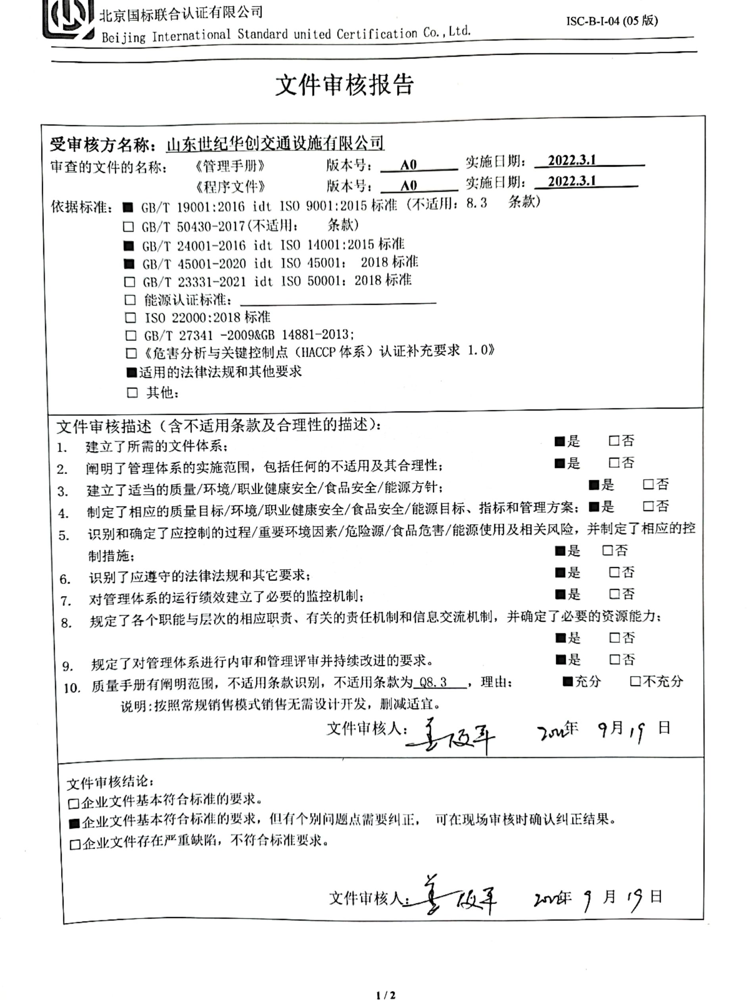 北京国标联合认证有限公司
ISC-B-I-04 (05 版)
Beijing International Standard united Certification Co.,Ltd.
文件审核报告
受审核方名称：山东世纪华创交通设施有限公司
审查的文件的名称： 《管理手册》 版本号： A0 实施日期： 2022.3.1
《程序文件》 版本号： A0 实施日期： 2022.3.1
依据标准：■ GB/T 19001:2016 idt ISO 9001:2015 标准（不适用：8.3 条款）
□ GB/T 50430-2017(不适用： 条款)
■ GB/T 24001-2016 idt ISO 14001:2015 标准
■ GB/T 45001-2020 idt ISO 45001： 2018 标准
□ GB/T 23331-2021 idt ISO 50001：2018 标准
□ 能源认证标准：
□ ISO 22000:2018 标准
□ GB/T 27341 -2009&GB 14881-2013;
□《危害分析与关键控制点（HACCP 体系）认证补充要求 1.0》
■适用的法律法规和其他要求
□ 其他：
文件审核描述（含不适用条款及合理性的描述）：
1. 建立了所需的文件体系； ■是 □否
2. 阐明了管理体系的实施范围，包括任何的不适用及其合理性； ■是 □否
3. 建立了适当的质量/环境/职业健康安全/食品安全/能源方针； ■是 □否
4. 制定了相应的质量目标/环境/职业健康安全/食品安全/能源目标、指标和管理方案；■是 □否
5. 识别和确定了应控制的过程/重要环境因素/危险源/食品危害/能源使用及相关风险，并制定了相应的控
制措施； ■是 □否
6. 识别了应遵守的法律法规和其它要求； ■是 □否
7. 对管理体系的运行绩效建立了必要的监控机制； ■是 □否
8. 规定了各个职能与层次的相应职责、有关的责任机制和信息交流机制，并确定了必要的资源能力；
■是 □否
9. 规定了对管理体系进行内审和管理评审并持续改进的要求。 ■是 □否
10. 质量手册有阐明范围，不适用条款识别，不适用条款为 Q8.3 ，理由： ■充分 □不充分
说明:按照常规销售模式销售无需设计开发，删减适宜。
文件审核人： 2022年 9月 19 日
文件审核结论：
□企业文件基本符合标准的要求。
■企业文件基本符合标准的要求，但有个别问题点需要纠正， 可在现场审核时确认纠正结果。
□企业文件存在严重缺陷，不符合标准要求。
文件审核人： 2022年 9 月 19 日
1 / 2